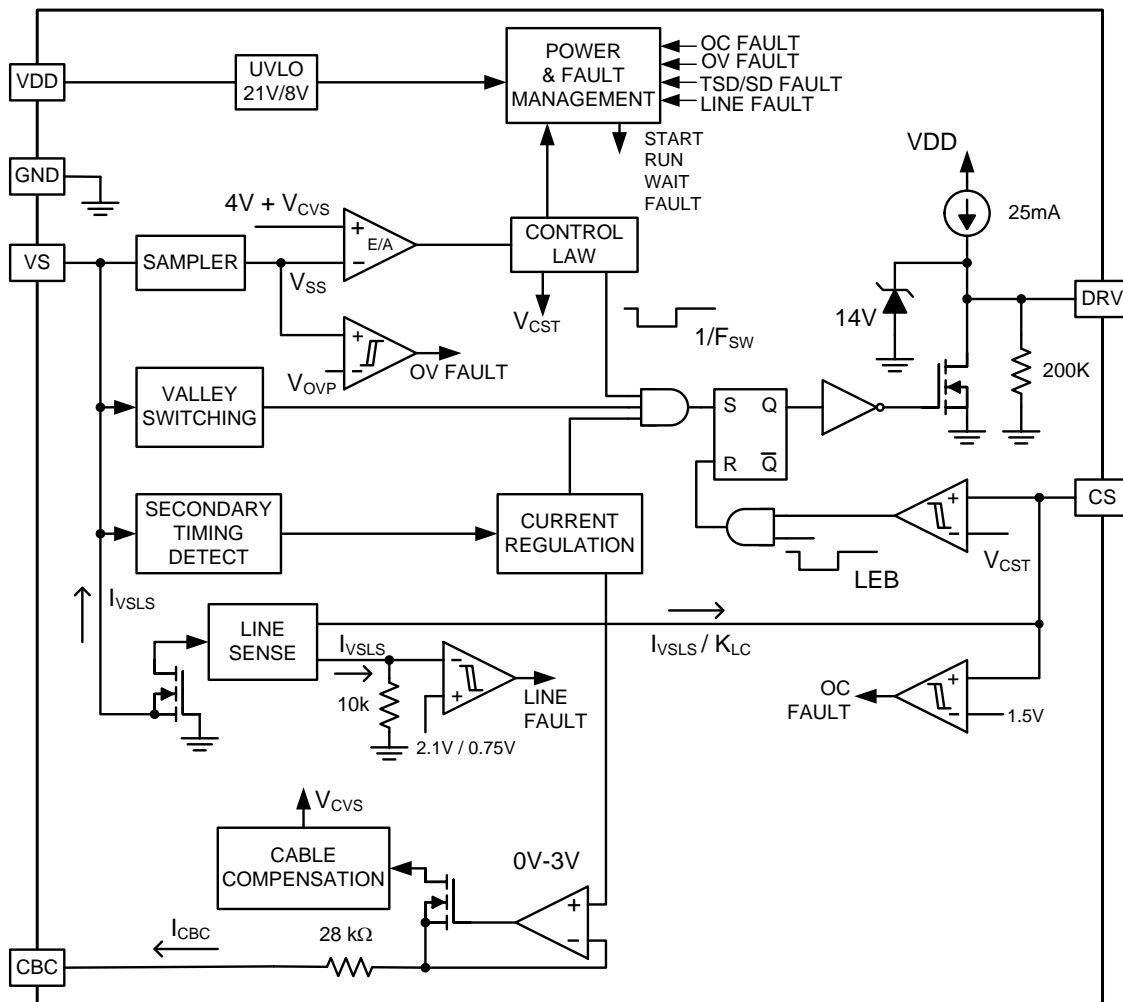 VDD
UVLO
21V/8V
POWER
& FAULT
MANAGEMENT
OC FAULT
OV FAULT
TSD/SD FAULT
LINE FAULT
START
RUN
WAIT
FAULT
GND
4V + VCVS
+
E/A
−
CONTROL
LAW
VS
SAMPLER
VSS
VCST
1/FSW
VDD
25mA
14V
DRV
200K
+
−
OV FAULT
VOVP
VALLEY
SWITCHING
S Q
R Q̅
SECONDARY
TIMING
DETECT
CURRENT
REGULATION
CS
+
−
VCST
LEB
IVSLS
LINE
SENSE
IVSLS
10k
−
+
LINE
FAULT
2.1V / 0.75V
IVSLS / KLC
OC
FAULT
+
−
1.5V
VCVS
CABLE
COMPENSATION
0V-3V
+
−
ICBC
28 kΩ
CBC